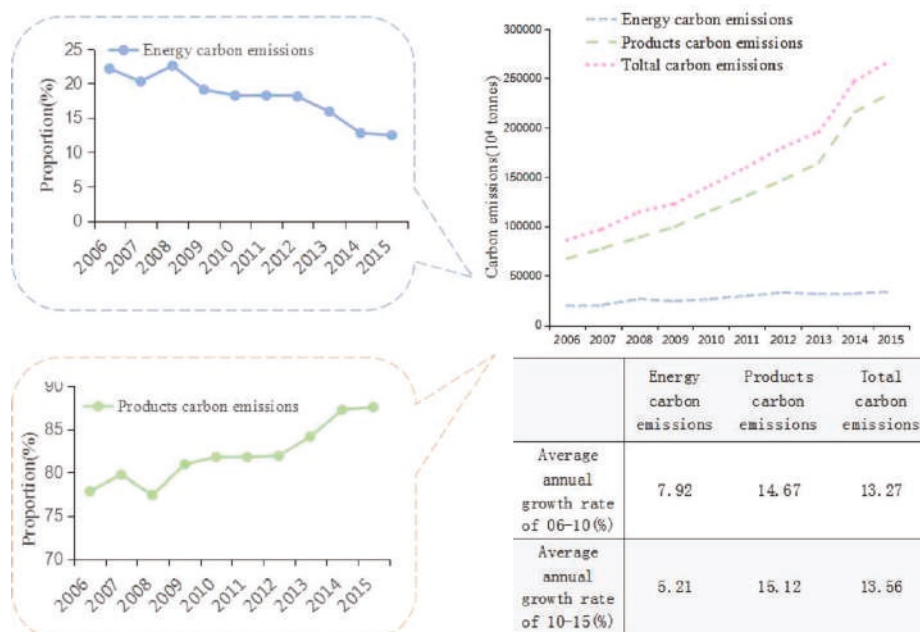 Energy carbon emissions
25
20
15
10
5
0
Proportion(%)
2006
2007
2008
2009
2010
2011
2012
2013
2014
2015
Energy carbon emissions
Products carbon emissions
Toltal carbon emissions
300000
250000
200000
150000
100000
50000
0
Carbon emissions(10⁴ tonnes)
2006 2007 2008 2009 2010 2011 2012 2013 2014 2015
90
Products carbon emissions
85
80
75
70
Proportion(%)
2006
2007
2008
2009
2010
2011
2012
2013
2014
2015
Energy carbon emissions
Products carbon emissions
Total carbon emissions
Average
annual
growth rate
of 06-10(%)
7.92 14.67 13.27
Average
annual
growth rate
of 10-15(%)
5.21 15.12 13.56